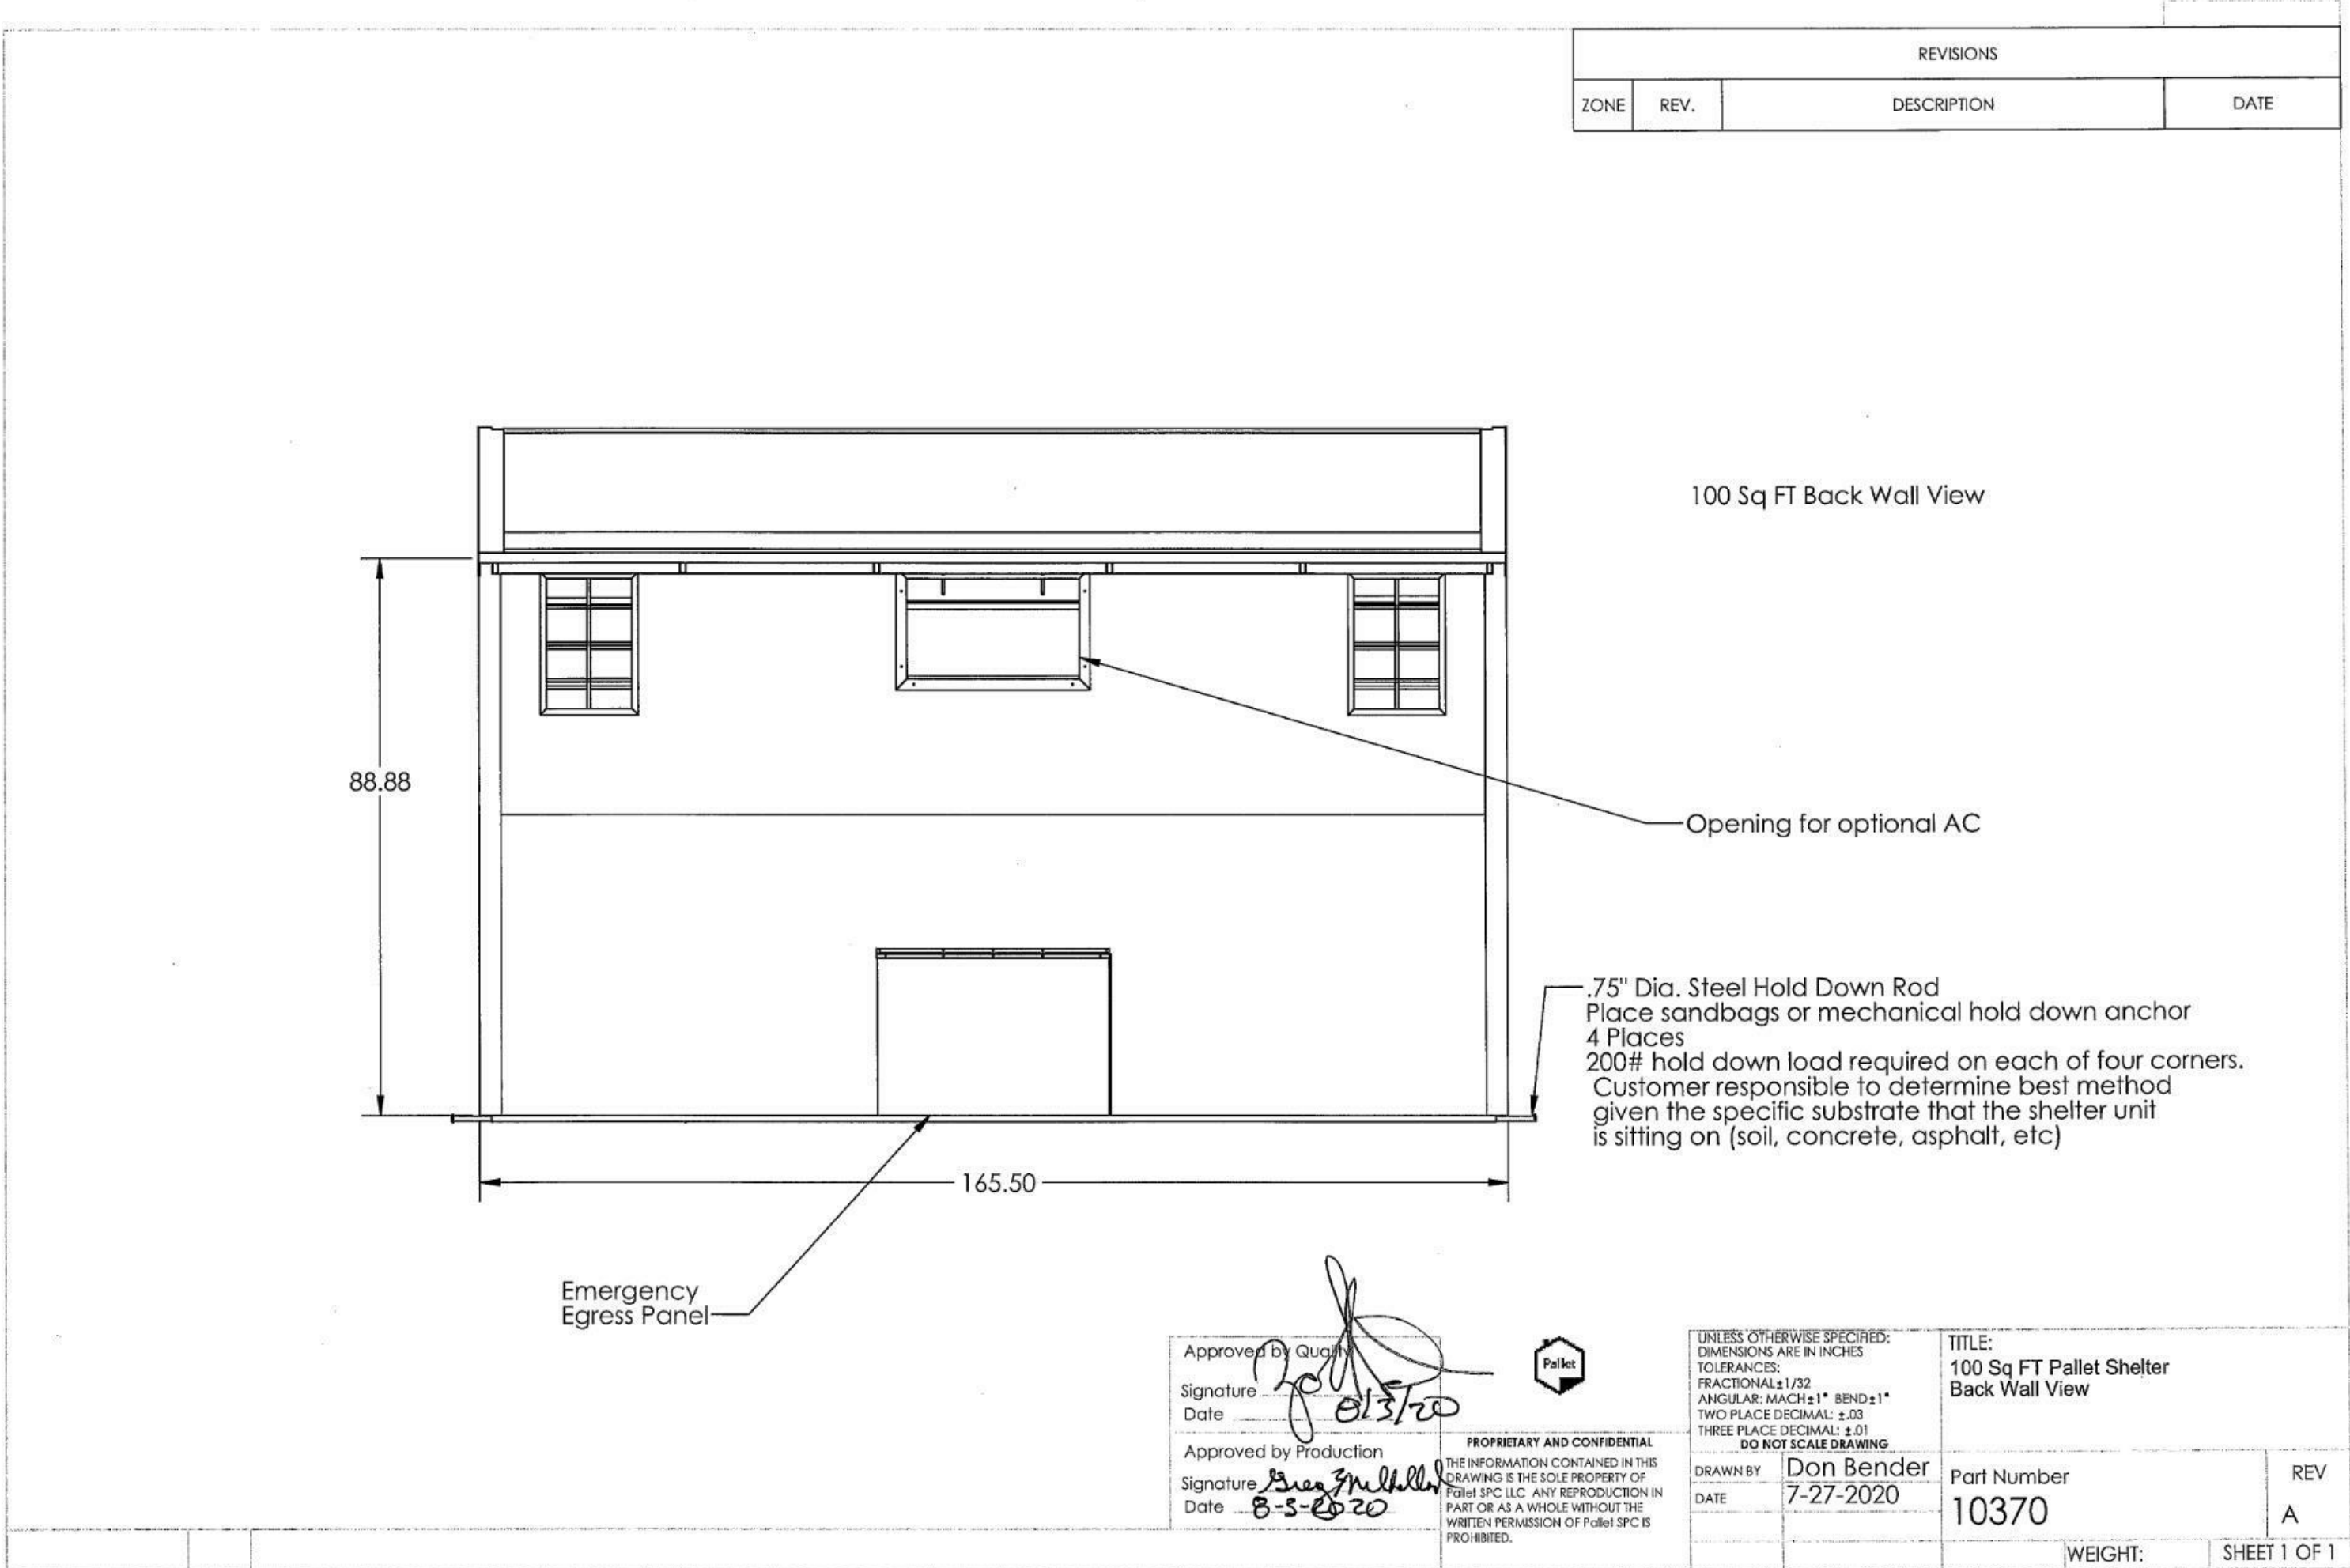 REVISIONS
ZONE REV. DESCRIPTION DATE
100 Sq FT Back Wall View
88.88
Opening for optional AC
.75" Dia. Steel Hold Down Rod
Place sandbags or mechanical hold down anchor
4 Places
200# hold down load required on each of four corners.
Customer responsible to determine best method
given the specific substrate that the shelter unit
is sitting on (soil, concrete, asphalt, etc)
165.50
Emergency
Egress Panel
Approved by Quality
Signature
Date 8/3/20
Approved by Production
Signature Greg
Date 8-3-2020
Pallet
PROPRIETARY AND CONFIDENTIAL
THE INFORMATION CONTAINED IN THIS
DRAWING IS THE SOLE PROPERTY OF
Pallet SPC LLC ANY REPRODUCTION IN
PART OR AS A WHOLE WITHOUT THE
WRITTEN PERMISSION OF Pallet SPC IS
PROHIBITED.
UNLESS OTHERWISE SPECIFIED:
DIMENSIONS ARE IN INCHES
TOLERANCES:
FRACTIONAL±1/32
ANGULAR: MACH±1° BEND±1°
TWO PLACE DECIMAL: ±.03
THREE PLACE DECIMAL: ±.01
DO NOT SCALE DRAWING
DRAWN BY Don Bender
DATE 7-27-2020
TITLE:
100 Sq FT Pallet Shelter
Back Wall View
Part Number
10370
REV
A
WEIGHT:
SHEET 1 OF 1